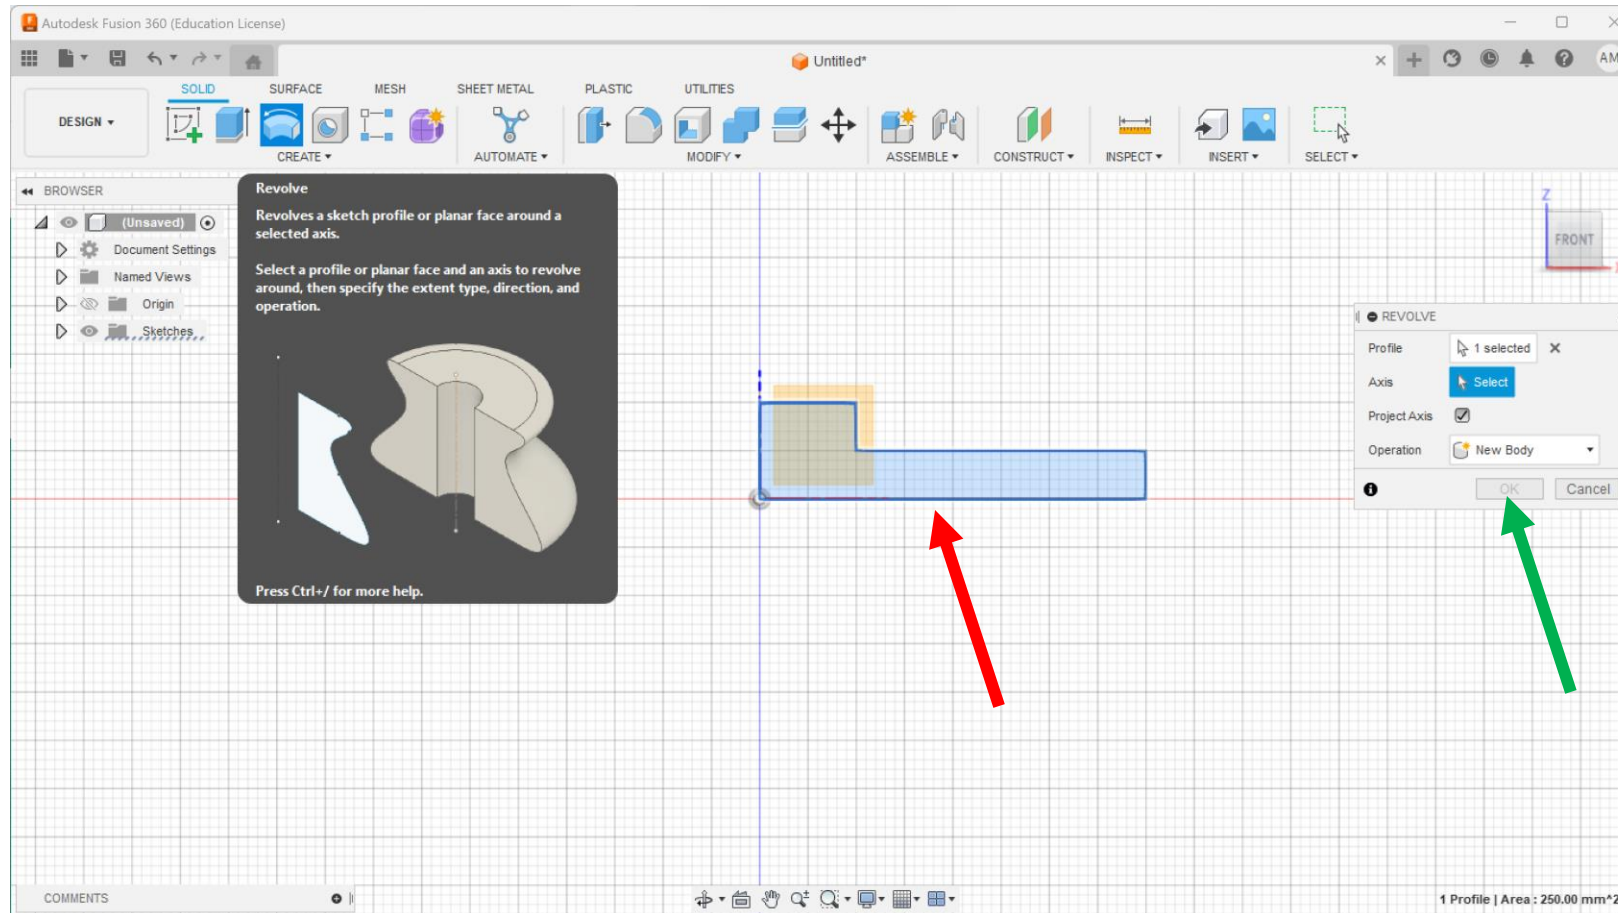 Autodesk Fusion 360 (Education License)
Untitled*
AM
SOLID SURFACE MESH SHEET METAL PLASTIC UTILITIES
DESIGN
CREATE AUTOMATE MODIFY ASSEMBLE CONSTRUCT INSPECT INSERT SELECT
BROWSER
(Unsaved)
Document Settings
Named Views
Origin
Sketches
Revolve
Revolves a sketch profile or planar face around a
selected axis.
Select a profile or planar face and an axis to revolve
around, then specify the extent type, direction, and
operation.
Press Ctrl+/ for more help.
Z
FRONT
REVOLVE
Profile 1 selected
Axis Select
Project Axis
Operation New Body
OK Cancel
COMMENTS
1 Profile | Area : 250.00 mm^2